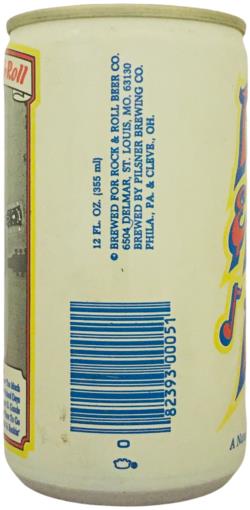 & Roll
12 FL. OZ. (355 ml)
© BREWED FOR ROCK & ROLL BEER CO.
6504 DELMAR, ST. LOUIS, MO. 63130
BREWED BY PILSNER BREWING CO.
PHILA., PA. & CLEVE., OH.
0
82393 00051